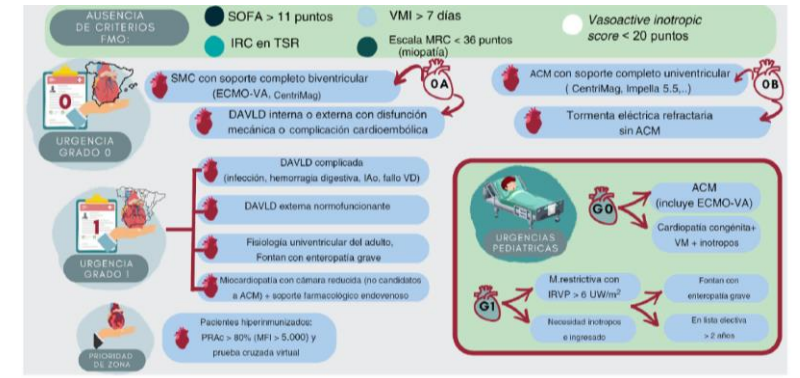 AUSENCIA
DE CRITERIOS
FMO:
SOFA > 11 puntos
IRC en TSR
VMI > 7 días
Escala MRC < 36 puntos
(miopatía)
Vasoactive inotropic
score < 20 puntos
0
URGENCIA
GRADO 0
SMC con soporte completo biventricular
(ECMO-VA, CentriMag)
0A
DAVLD interna o externa con disfunción
mecánica o complicación cardioembólica
ACM con soporte completo univentricular
( CentriMag, Impella 5.5,..)
0B
Tormenta eléctrica refractaria
sin ACM
1
URGENCIA
GRADO 1
DAVLD complicada
(infección, hemorragia digestiva, IAo, fallo VD)
DAVLD externa normofuncionante
Fisiología univentricular del adulto,
Fontan con enteropatía grave
Miocardiopatía con cámara reducida (no candidatos
a ACM) + soporte farmacológico endovenoso
PRIORIDAD
DE ZONA
Pacientes hiperinmunizados:
PRAc > 80% (MFI > 5.000) y
prueba cruzada virtual
URGENCIAS
PEDIATRICAS
G0
ACM
(incluye ECMO-VA)
Cardiopatía congénita+
VM + inotropos
G1
M.restrictiva con
IRVP > 6 UW/m²
Necesidad inotropos
e ingresado
Fontan con
enteropatía grave
En lista electiva
> 2 años